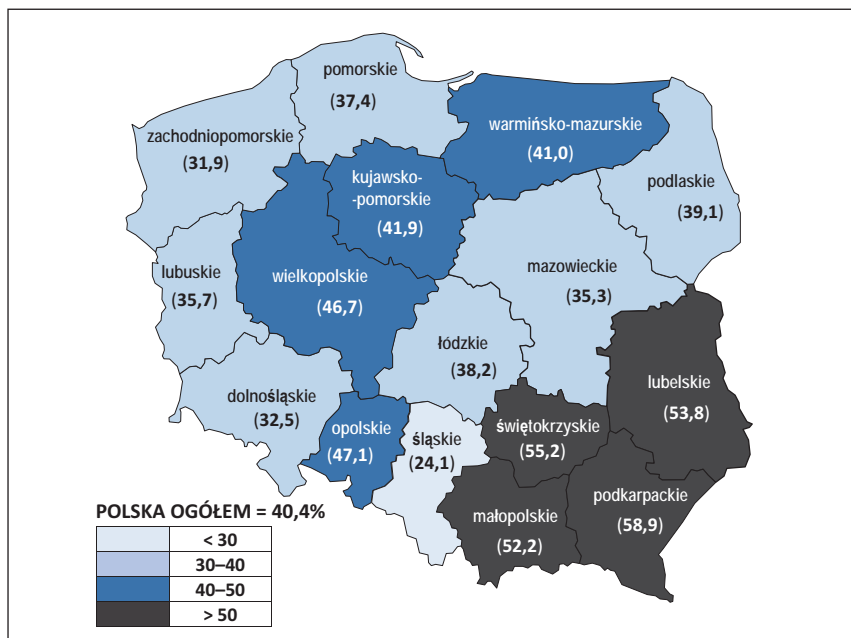 pomorskie
(37,4)
zachodniopomorskie
(31,9)
warmińsko-mazurskie
(41,0)
kujawsko-
-pomorskie
(41,9)
podlaskie
(39,1)
lubuskie
(35,7)
wielkopolskie
(46,7)
mazowieckie
(35,3)
łódzkie
(38,2)
lubelskie
(53,8)
dolnośląskie
(32,5)
opolskie
(47,1)
śląskie
(24,1)
świętokrzyskie
(55,2)
podkarpackie
(58,9)
małopolskie
(52,2)
POLSKA OGÓŁEM = 40,4%
< 30
30–40
40–50
> 50